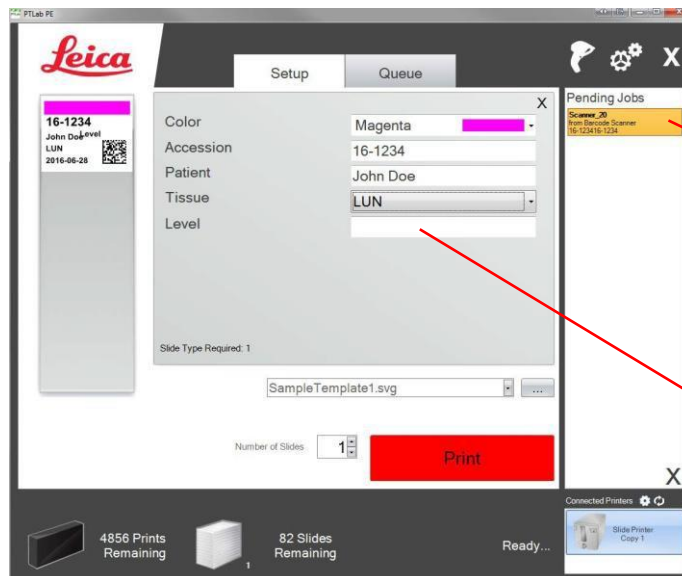 PTLab PE
Leica
Setup
Queue
X
16-1234
John Doe
Level
LUN
2016-06-28
X
Color
Magenta
Accession
16-1234
Patient
John Doe
Tissue
LUN
Level
Slide Type Required: 1
SampleTemplate1.svg
...
Number of Slides
1
Print
Pending Jobs
Scanner_20
from Barcode Scanner
16-123416-1234
X
Connected Printers
Slide Printer
Copy 1
4856 Prints
Remaining
1
82 Slides
Remaining
Ready...